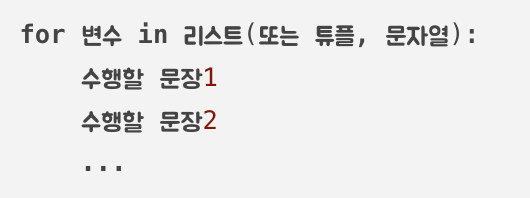 for 변수 in 리스트(또는 튜플, 문자열):
    수행할 문장1
    수행할 문장2
    ...